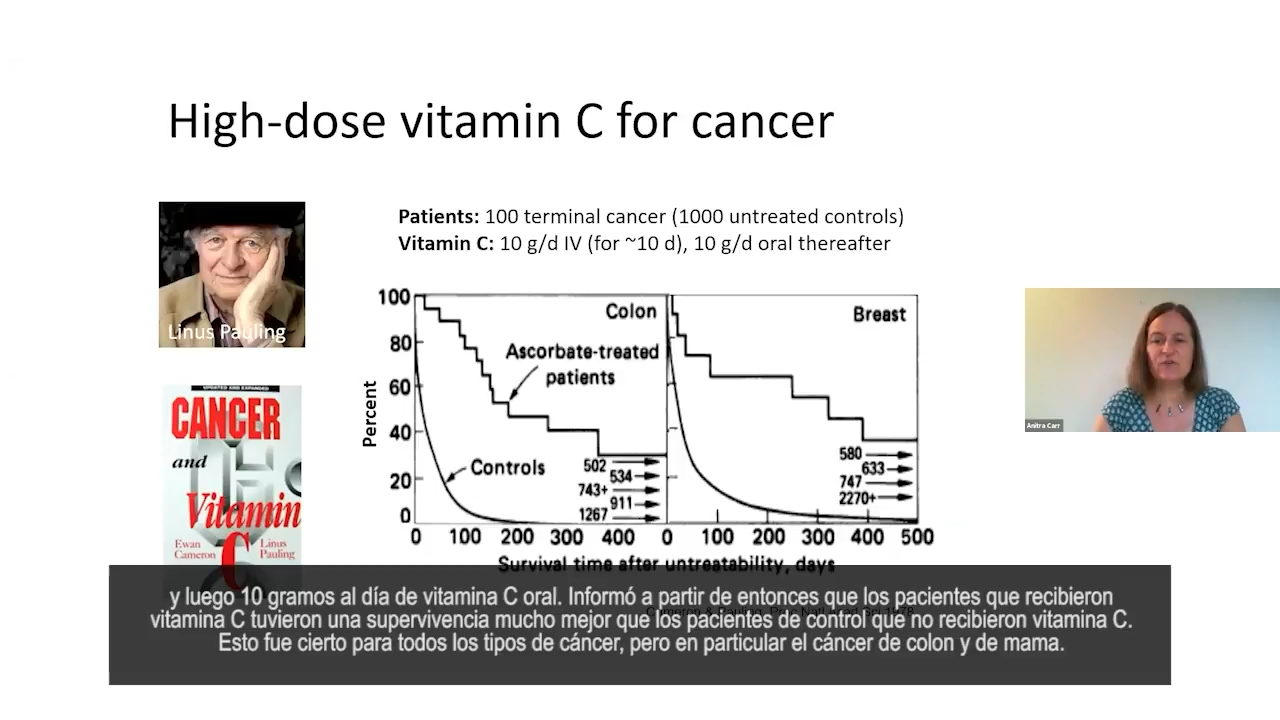 High-dose vitamin C for cancer
Linus Pauling
Patients: 100 terminal cancer (1000 untreated controls)
Vitamin C: 10 g/d IV (for ~10 d), 10 g/d oral thereafter
UPDATED AND EXPANDED
CANCER
and
Vitamin
C
Ewan
Cameron
Linus
Pauling
Percent
100
80
60
40
20
0
Colon
Ascorbate-treated
patients
Controls
502
534
743+
911
1267
Breast
580
633
747
2270+
0 100 200 300 400 0 100 200 300 400 500
Survival time after untreatability, days
Anitra Carr
y luego 10 gramos al día de vitamina C oral. Informó a partir de entonces que los pacientes que recibieron
vitamina C tuvieron una supervivencia mucho mejor que los pacientes de control que no recibieron vitamina C.
Esto fue cierto para todos los tipos de cáncer, pero en particular el cáncer de colon y de mama.